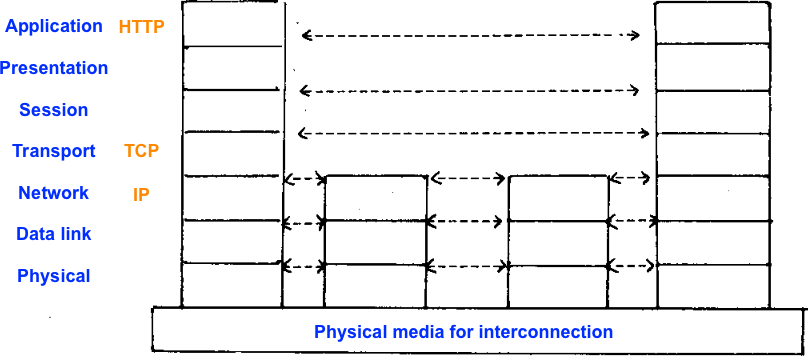 Application HTTP
Presentation
Session
Transport TCP
Network IP
Data link
Physical
Physical media for interconnection